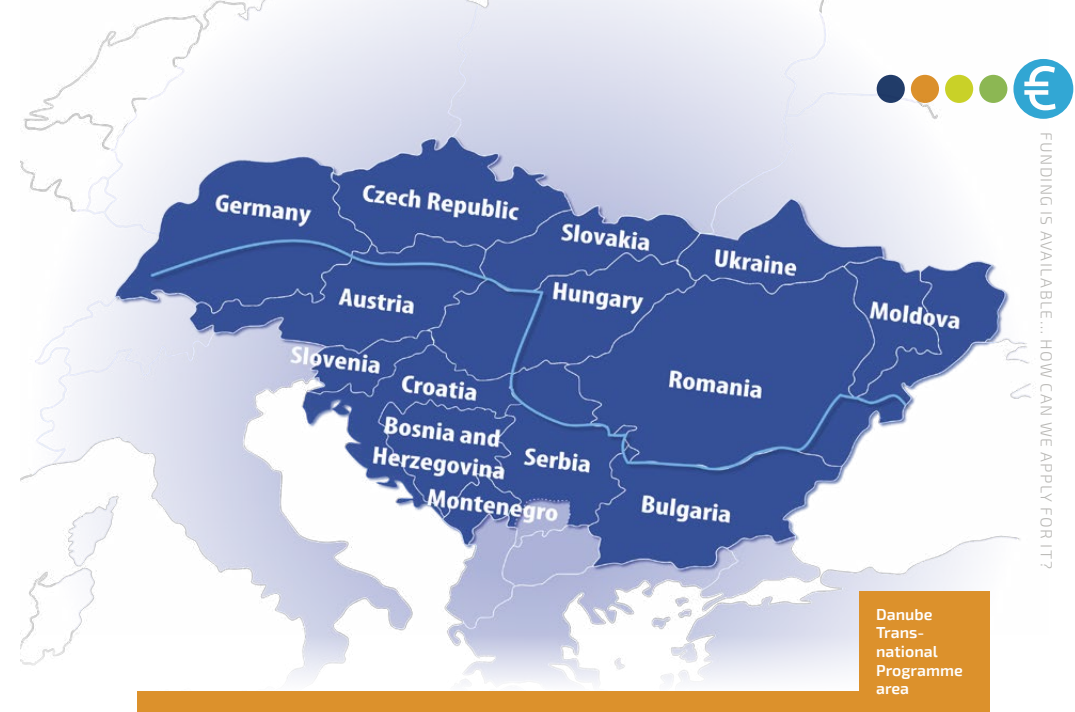 €
FUNDING IS AVAILABLE... HOW CAN WE APPLY FOR IT?
Germany
Czech Republic
Slovakia
Ukraine
Austria
Hungary
Moldova
Slovenia
Croatia
Romania
Bosnia and
Herzegovina
Serbia
Montenegro
Bulgaria
Danube
Trans-
national
Programme
area